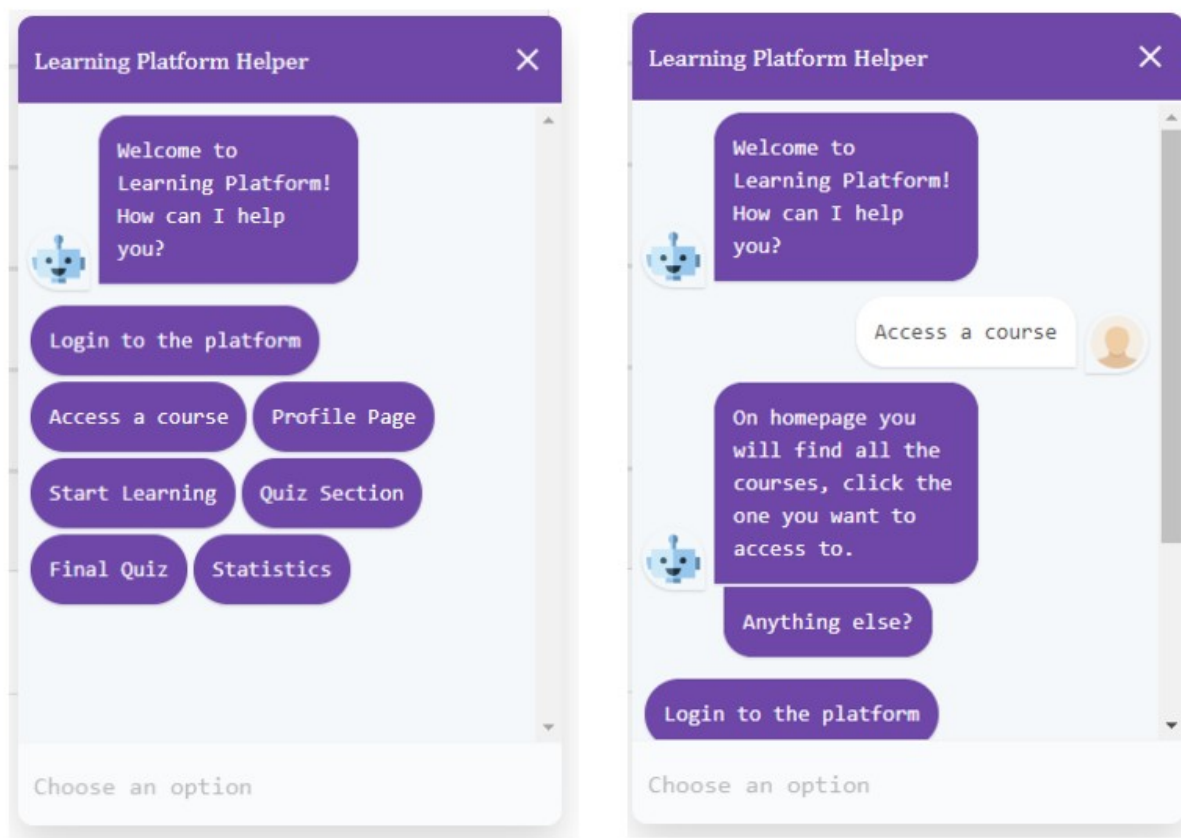 Learning Platform Helper
Welcome to
Learning Platform!
How can I help
you?
Login to the platform
Access a course
Profile Page
Start Learning
Quiz Section
Final Quiz
Statistics
Choose an option
Learning Platform Helper
Welcome to
Learning Platform!
How can I help
you?
Access a course
On homepage you
will find all the
courses, click the
one you want to
access to.
Anything else?
Login to the platform
Choose an option